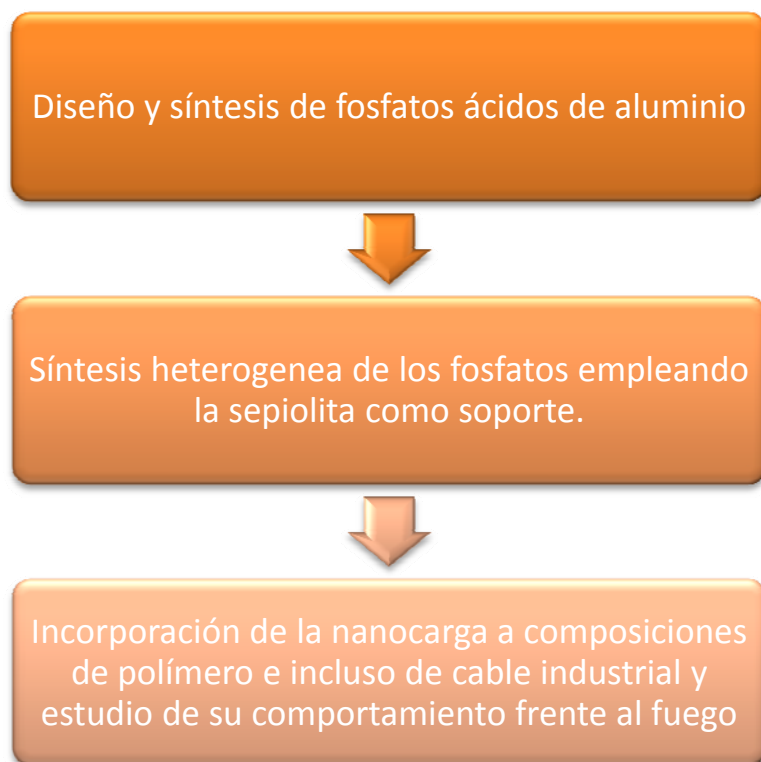 Diseño y síntesis de fosfatos ácidos de aluminio
Síntesis heterogenea de los fosfatos empleando
la sepiolita como soporte.
Incorporación de la nanocarga a composiciones
de polímero e incluso de cable industrial y
estudio de su comportamiento frente al fuego